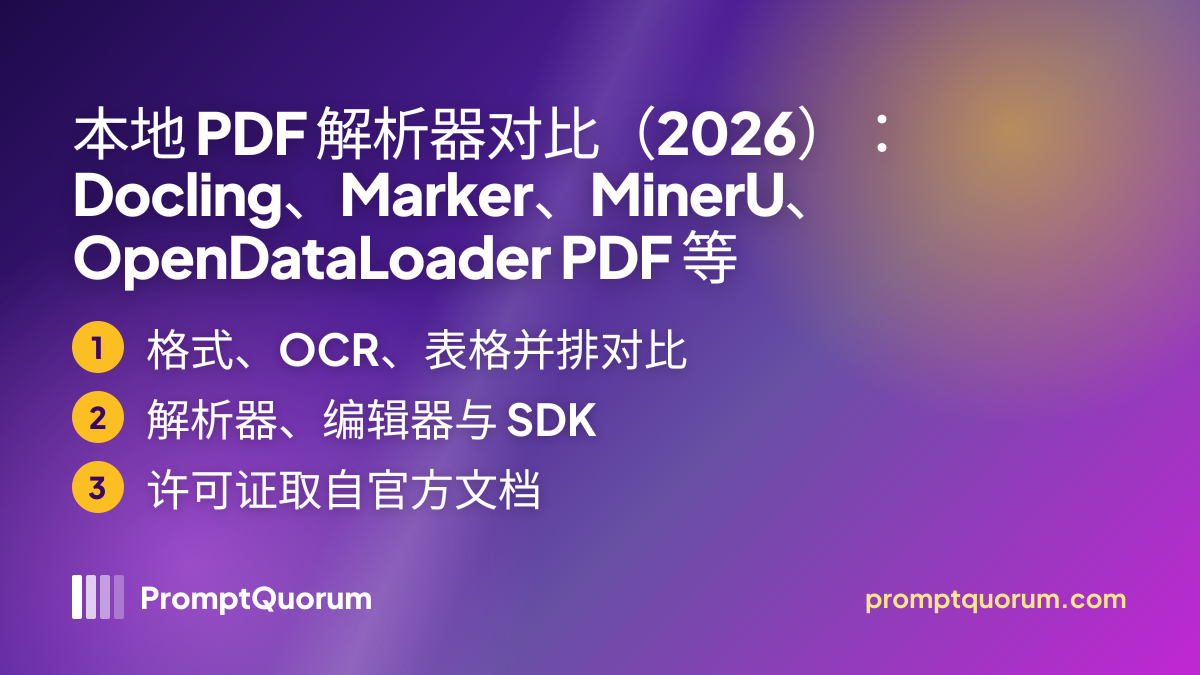 本地 PDF 解析器对比（2026）：
Docling、Marker、MinerU、
OpenDataLoader PDF 等
1 格式、OCR、表格并排对比
2 解析器、编辑器与 SDK
3 许可证取自官方文档
PromptQuorum
promptquorum.com